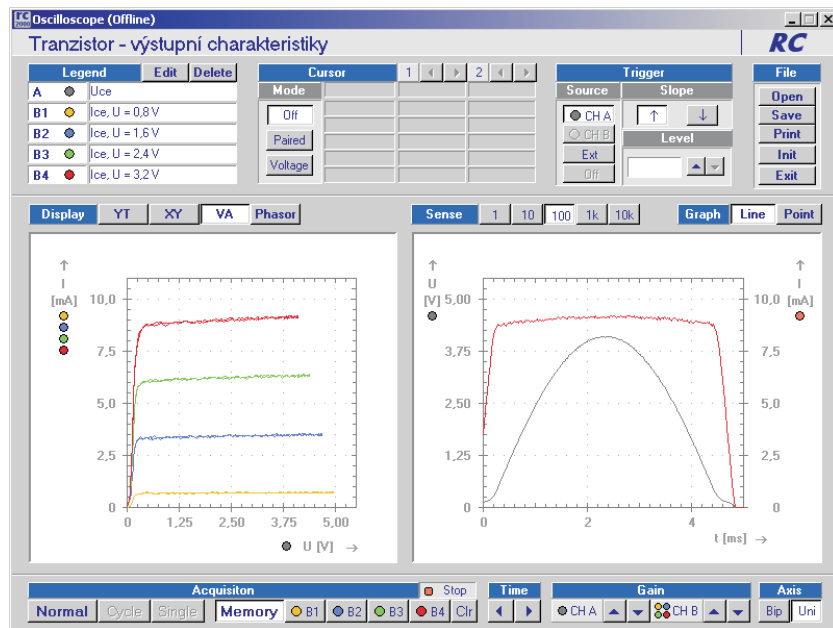 rc 2000 Oscilloscope (Offline)
Tranzistor - výstupní charakteristiky RC
Legend Edit Delete
A Uce
B1 Ice, U = 0,8 V
B2 Ice, U = 1,6 V
B3 Ice, U = 2,4 V
B4 Ice, U = 3,2 V
Cursor 1 2
Mode
Off
Paired
Voltage
Trigger
Source Slope
CH A ↑ ↓
CH B
Ext
Off
Level
File
Open
Save
Print
Init
Exit
Display YT XY VA Phasor
Sense 1 10 100 1k 10k
Graph Line Point
↑
I
[mA]
10,0
7,5
5,0
2,5
0
0 1,25 2,50 3,75 5,00
U [V] →
↑
U
[V] 5,00
3,75
2,50
1,25
0
0 2 4
t [ms] →
↑
I
10,0 [mA]
7,5
5,0
2,5
0
Acquisiton Stop
Normal Cycle Single Memory B1 B2 B3 B4 Clr
Time
Gain
CH A CH B
Axis
Bip Uni